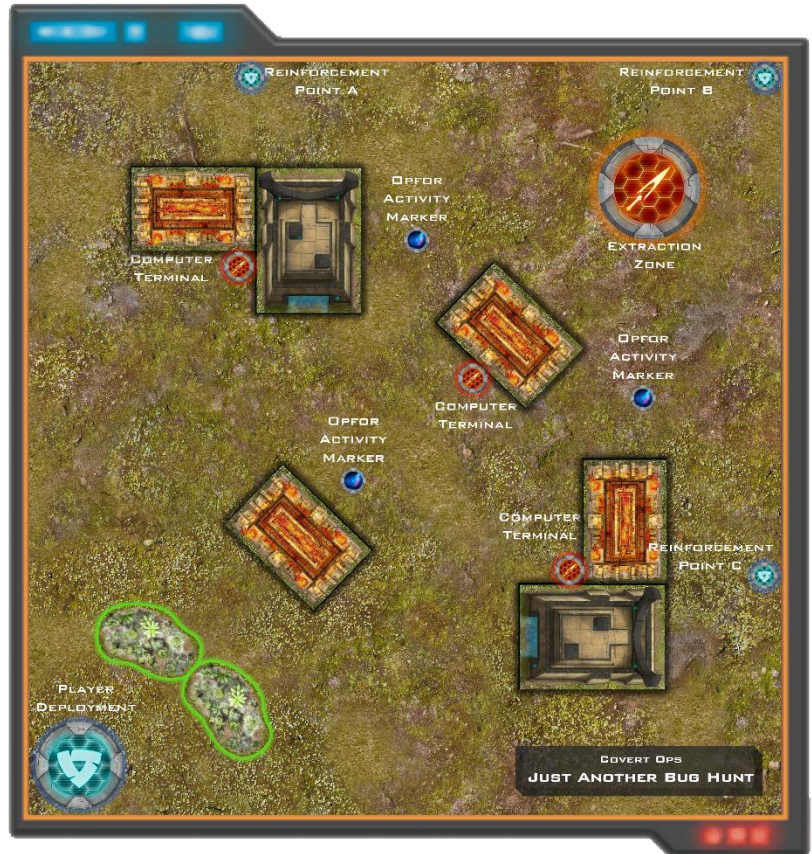 Reinforcement
Point A
Reinforcement
Point B
Opfor
Activity
Marker
Extraction
Zone
Computer
Terminal
Opfor
Activity
Marker
Computer
Terminal
Opfor
Activity
Marker
Computer
Terminal
Reinforcement
Point C
Player
Deployment
Covert Ops
Just Another Bug Hunt